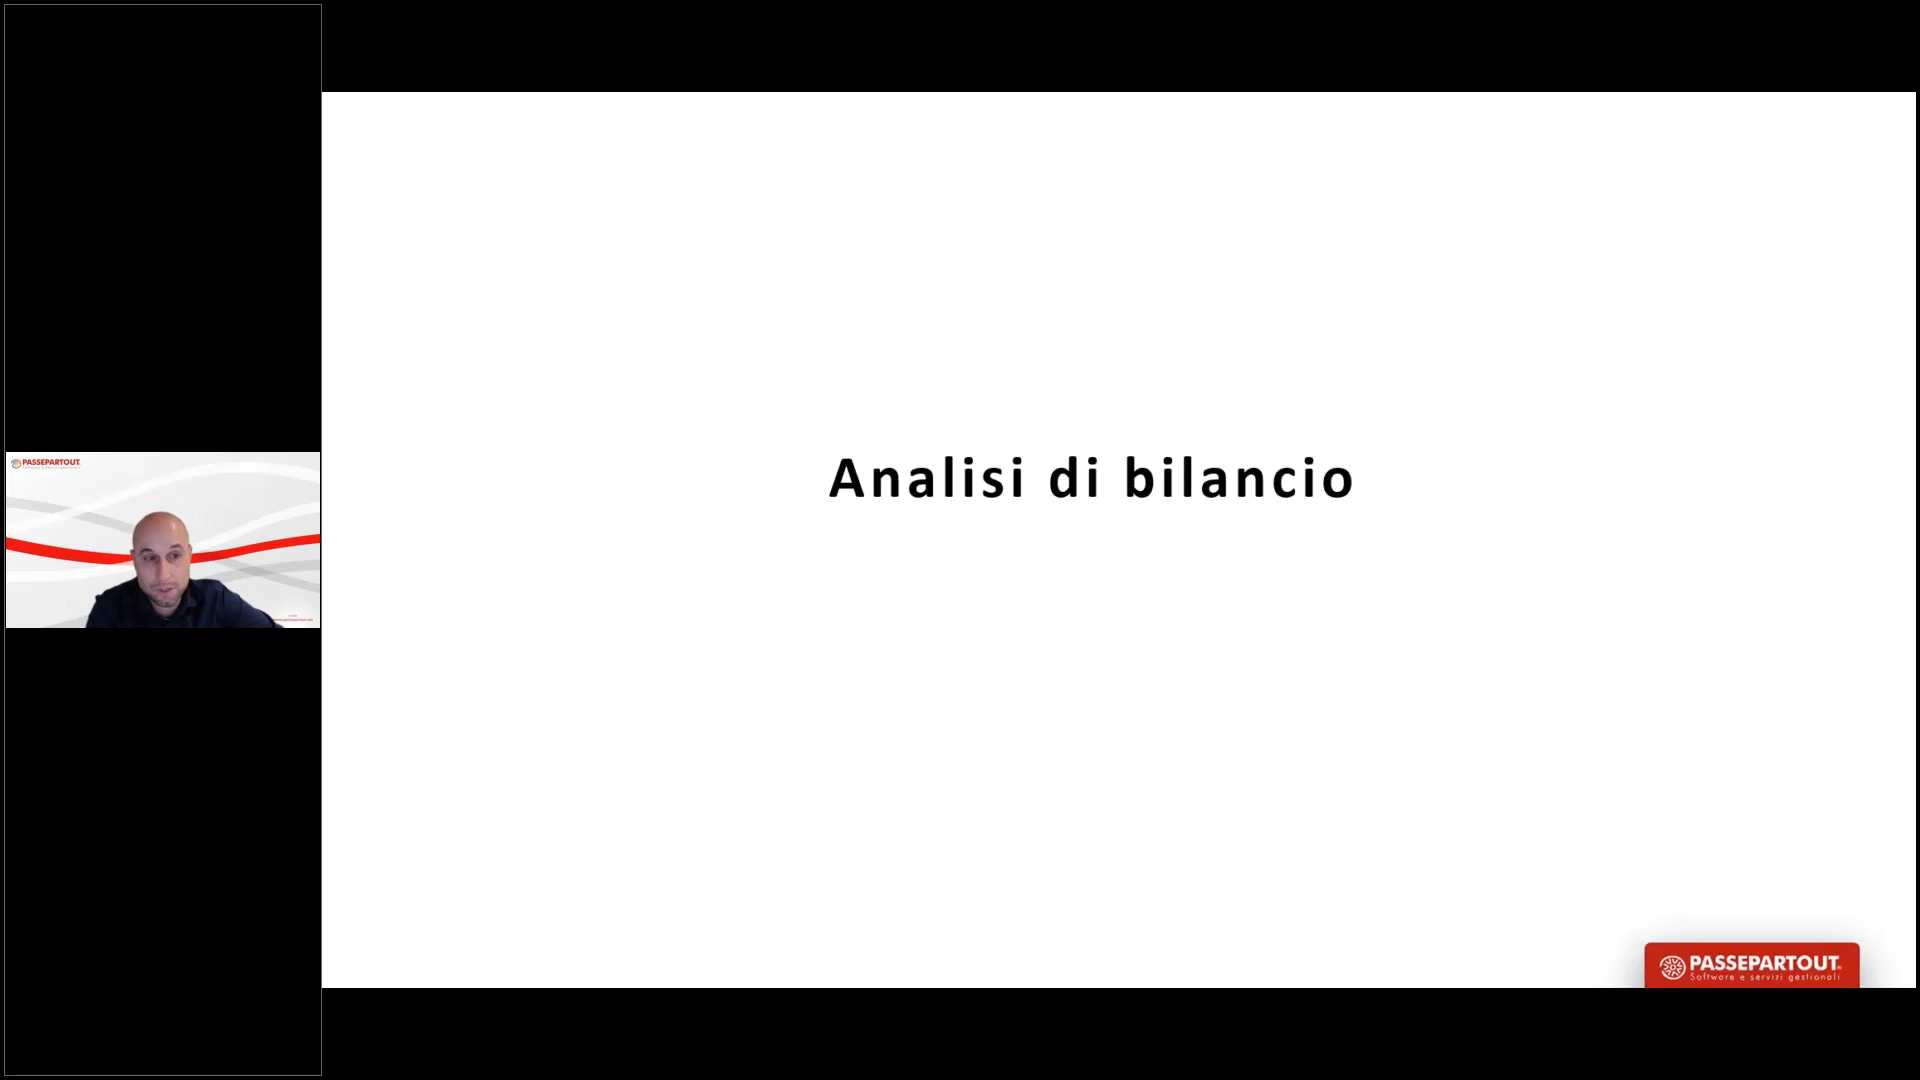 PASSEPARTOUT
Analisi di bilancio
PASSEPARTOUT
Software e servizi gestionali